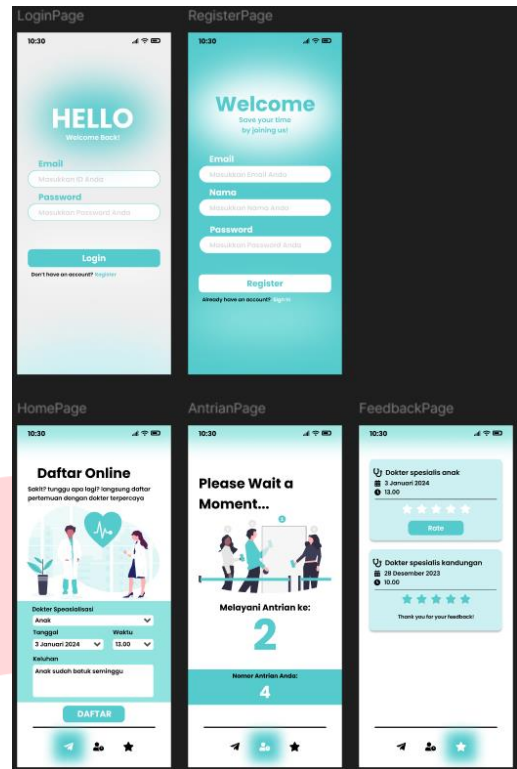 LoginPage
10:30
HELLO
Welcome Back!
Email
Masukkan ID Anda
Password
Masukkan Password Anda
Login
Don't have an account? Register
RegisterPage
10:30
Welcome
Save your time
by joining us!
Email
Masukkan Email Anda
Nama
Masukkan Nama Anda
Password
Masukkan Password Anda
Register
Already have an account? Sign in
HomePage
10:30
Daftar Online
Sakit? tunggu apa lagi? langsung daftar
pertemuan dengan dokter terpercaya
Dokter Speasialisasi
Anak
Tanggal Waktu
3 Januari 2024 13.00
Keluhan
Anak sudah batuk seminggu
DAFTAR
AntrianPage
10:30
Please Wait a
Moment...
Melayani Antrian ke:
2
Nomor Antrian Anda:
4
FeedbackPage
10:30
Dokter spesialis anak
3 Januari 2024
13.00
Rate
Dokter spesialis kandungan
28 Desember 2023
10.00
Thank you for your feedback!